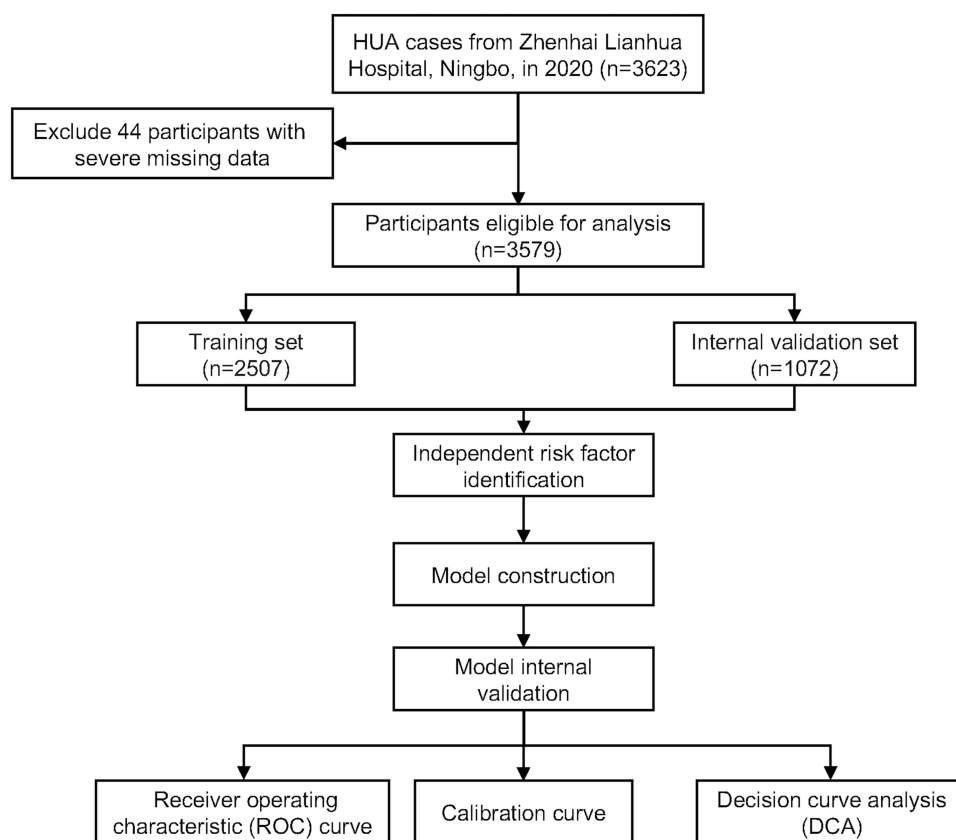 HUA cases from Zhenhai Lianhua
Hospital, Ningbo, in 2020 (n=3623)
Exclude 44 participants with
severe missing data
Participants eligible for analysis
(n=3579)
Training set
(n=2507)
Internal validation set
(n=1072)
Independent risk factor
identification
Model construction
Model internal
validation
Receiver operating
characteristic (ROC) curve
Calibration curve
Decision curve analysis
(DCA)